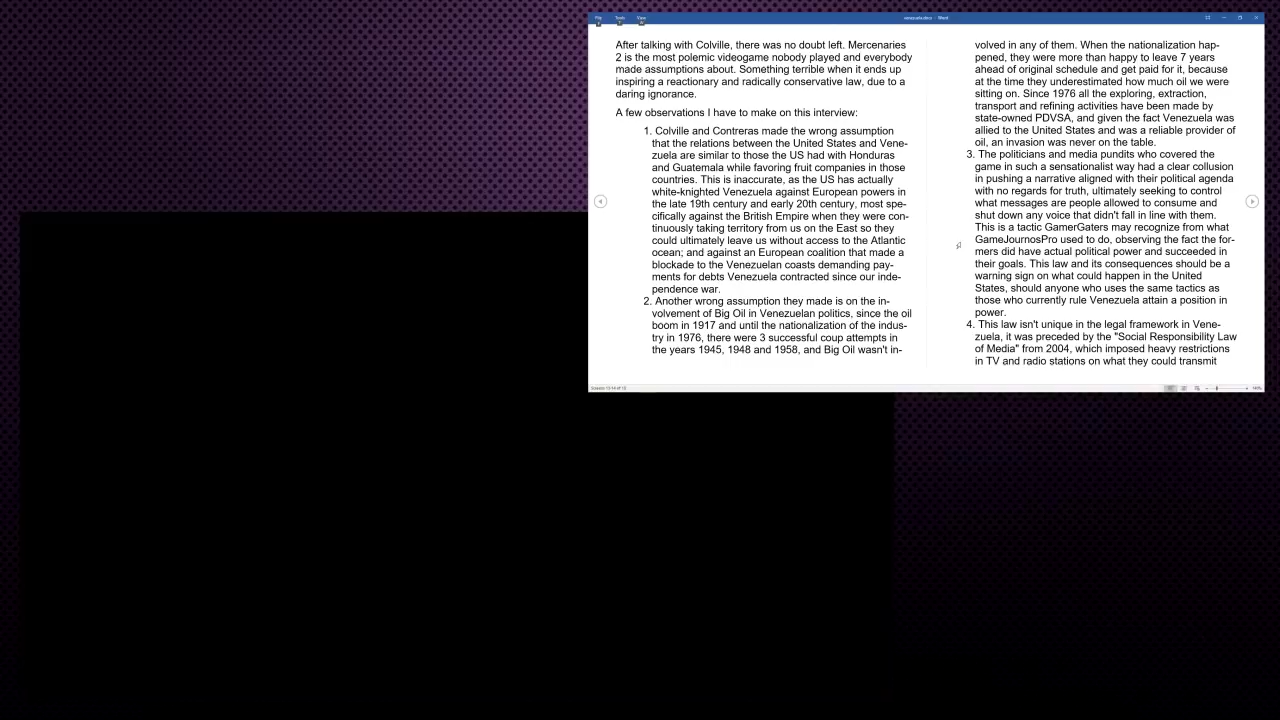 File Tools View
venezuela.docx - Word
After talking with Colville, there was no doubt left. Mercenaries
2 is the most polemic videogame nobody played and everybody
made assumptions about. Something terrible when it ends up
inspiring a reactionary and radically conservative law, due to a
daring ignorance.
A few observations I have to make on this interview:
1. Colville and Contreras made the wrong assumption
that the relations between the United States and Vene-
zuela are similar to those the US had with Honduras
and Guatemala while favoring fruit companies in those
countries. This is inaccurate, as the US has actually
white-knighted Venezuela against European powers in
the late 19th century and early 20th century, most spe-
cifically against the British Empire when they were con-
tinuously taking territory from us on the East so they
could ultimately leave us without access to the Atlantic
ocean; and against an European coalition that made a
blockade to the Venezuelan coasts demanding pay-
ments for debts Venezuela contracted since our inde-
pendence war.
2. Another wrong assumption they made is on the in-
volvement of Big Oil in Venezuelan politics, since the oil
boom in 1917 and until the nationalization of the indus-
try in 1976, there were 3 successful coup attempts in
the years 1945, 1948 and 1958, and Big Oil wasn't in-
volved in any of them. When the nationalization hap-
pened, they were more than happy to leave 7 years
ahead of original schedule and get paid for it, because
at the time they underestimated how much oil we were
sitting on. Since 1976 all the exploring, extraction,
transport and refining activities have been made by
state-owned PDVSA, and given the fact Venezuela was
allied to the United States and was a reliable provider of
oil, an invasion was never on the table.
3. The politicians and media pundits who covered the
game in such a sensationalist way had a clear collusion
in pushing a narrative aligned with their political agenda
with no regards for truth, ultimately seeking to control
what messages are people allowed to consume and
shut down any voice that didn't fall in line with them.
This is a tactic GamerGaters may recognize from what
GameJournosPro used to do, observing the fact the for-
mers did have actual political power and succeeded in
their goals. This law and its consequences should be a
warning sign on what could happen in the United
States, should anyone who uses the same tactics as
those who currently rule Venezuela attain a position in
power.
4. This law isn't unique in the legal framework in Vene-
zuela, it was preceded by the "Social Responsibility Law
of Media" from 2004, which imposed heavy restrictions
in TV and radio stations on what they could transmit